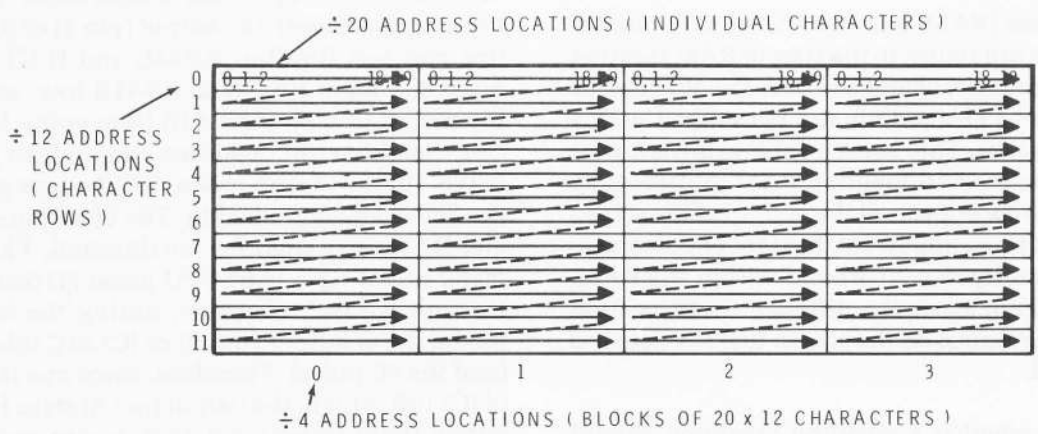 ÷20 ADDRESS LOCATIONS (INDIVIDUAL CHARACTERS
0 0,1,2 18,19 0,1,2 18,19 0,1,2 18,19 0,1,2 18,19
1
÷12 ADDRESS
LOCATIONS
(CHARACTER
ROWS)
2
3
4
5
6
7
8
9
10
11
0 1 2 3
÷4 ADDRESS LOCATIONS (BLOCKS OF 20 x 12 CHARACTERS)